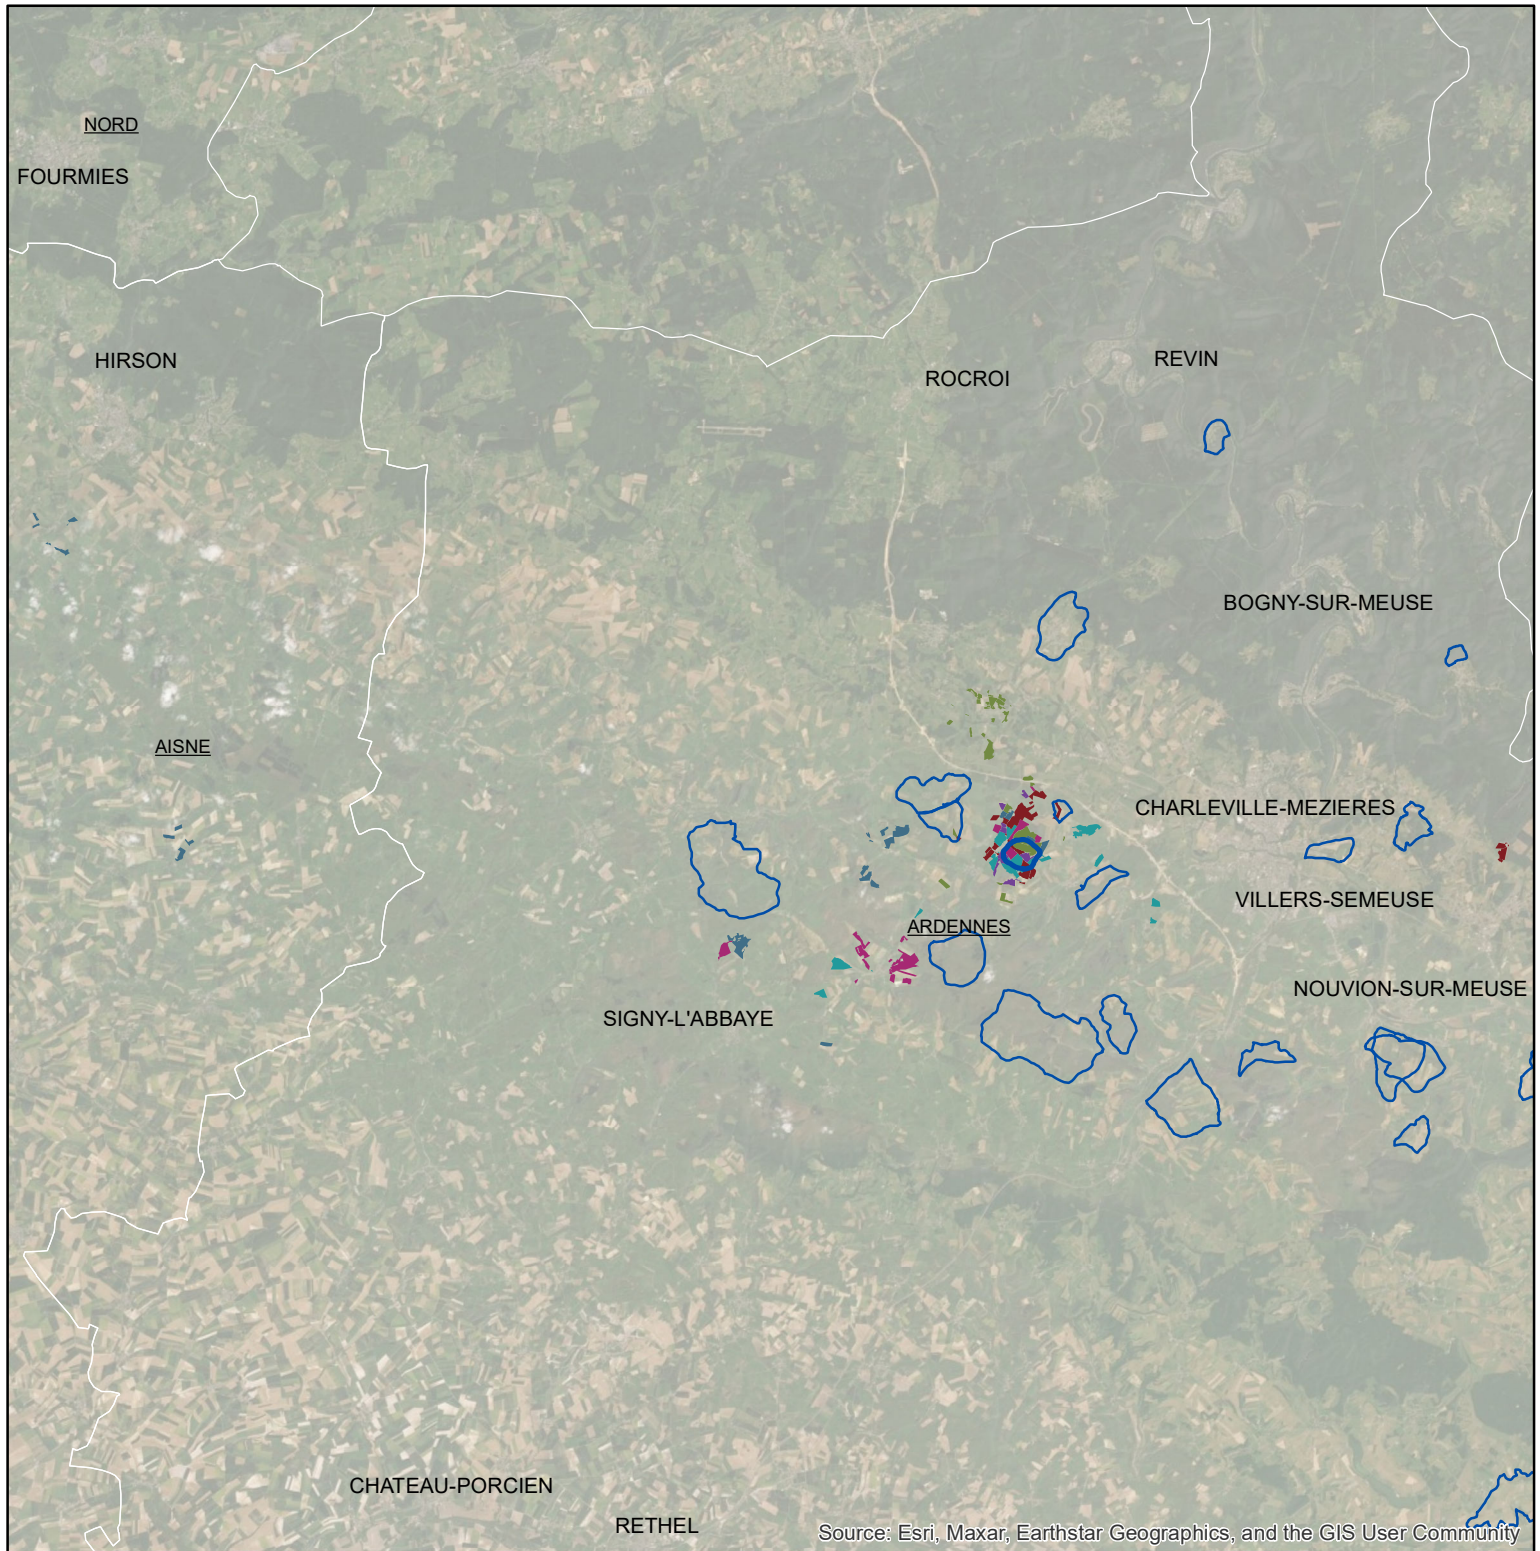 NORD
FOURMIES
HIRSON
REVIN
ROCROI
BOGNY-SUR-MEUSE
AISNE
CHARLEVILLE-MEZIERES
VILLERS-SEMEUSE
ARDENNES
NOUVION-SUR-MEUSE
SIGNY-L'ABBAYE
CHATEAU-PORCIEN
RETHEL
Source: Esri, Maxar, Earthstar Geographics, and the GIS User Community